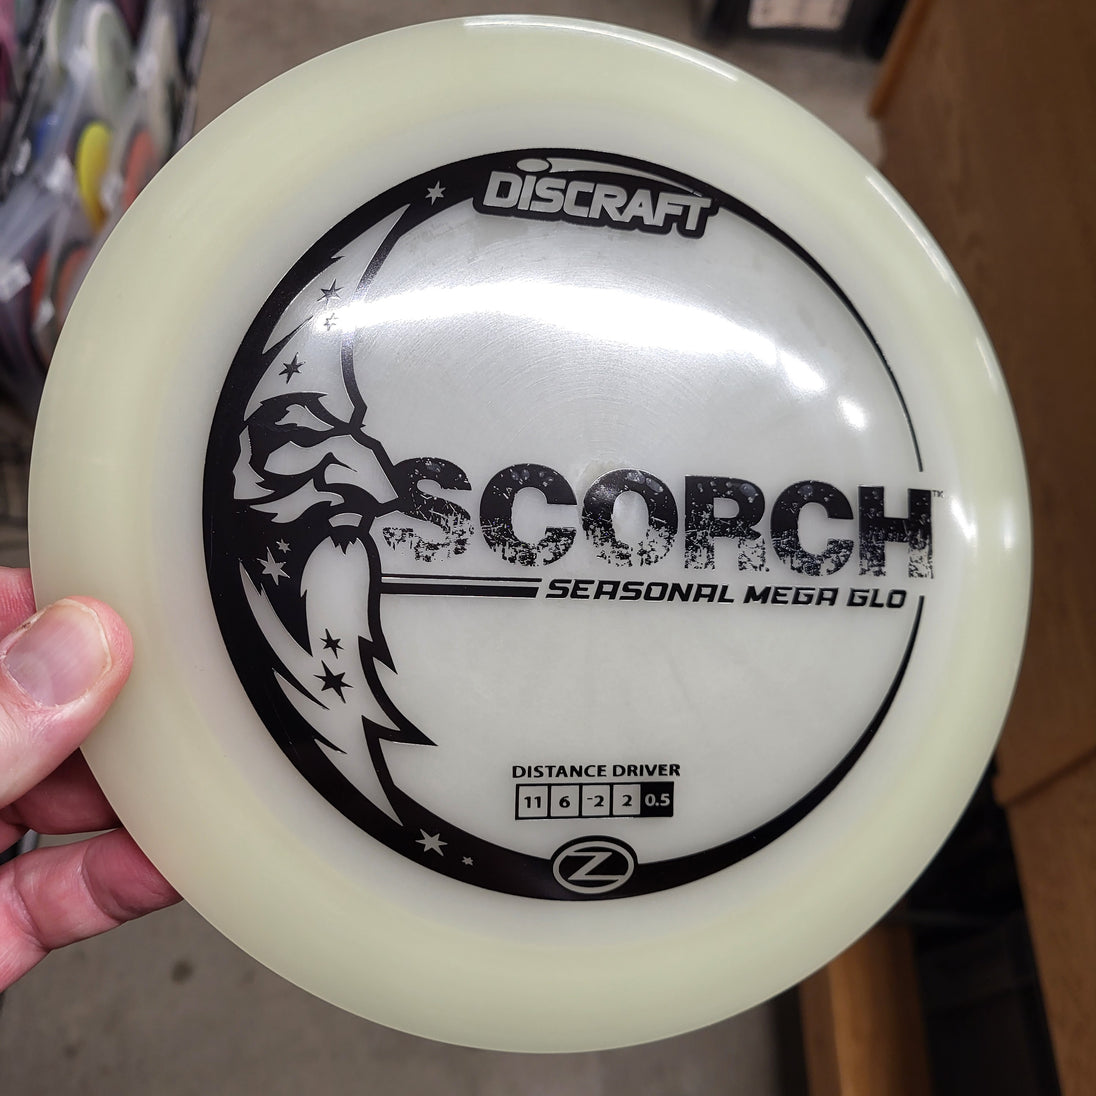 DISCRAFT
SCORCH™
SEASONAL MEGA GLO
DISTANCE DRIVER
11 6 -2 2 0.5
Z